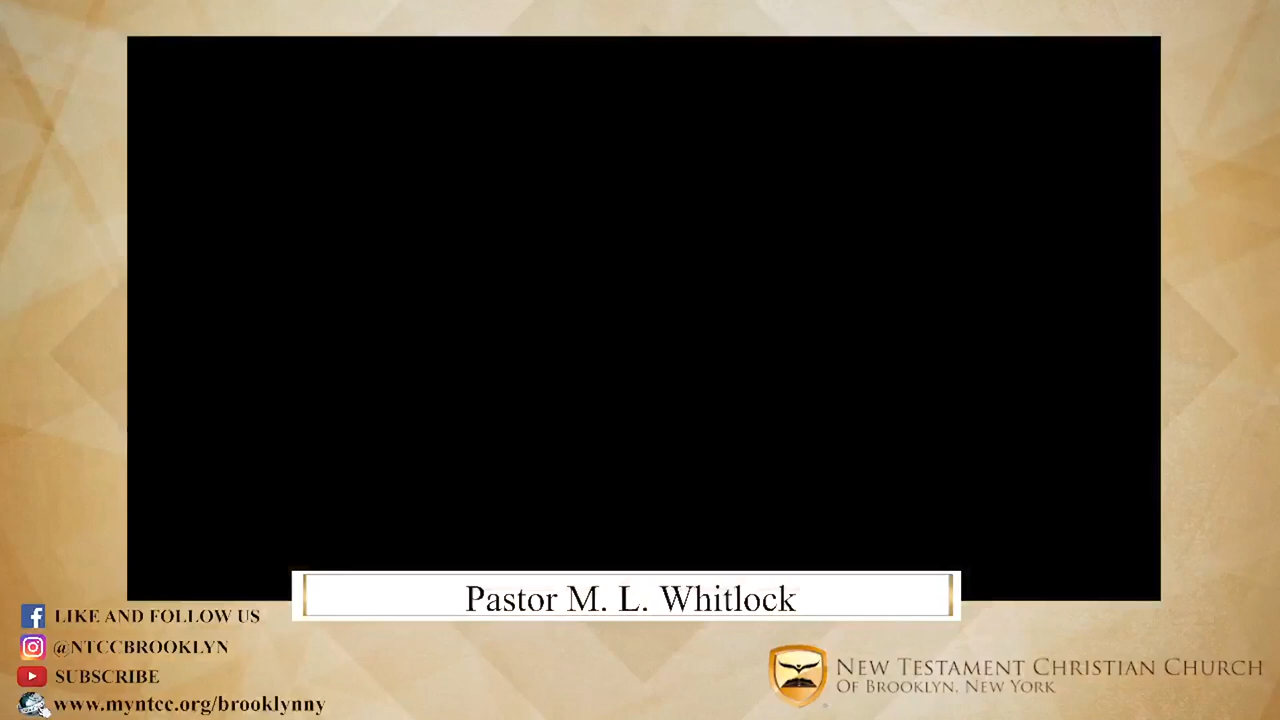 Pastor M. L. Whitlock
LIKE AND FOLLOW US
@NTCCBROOKLYN
SUBSCRIBE
www.myntcc.org/brooklynny
NEW TESTAMENT CHRISTIAN CHURCH
OF BROOKLYN, NEW YORK